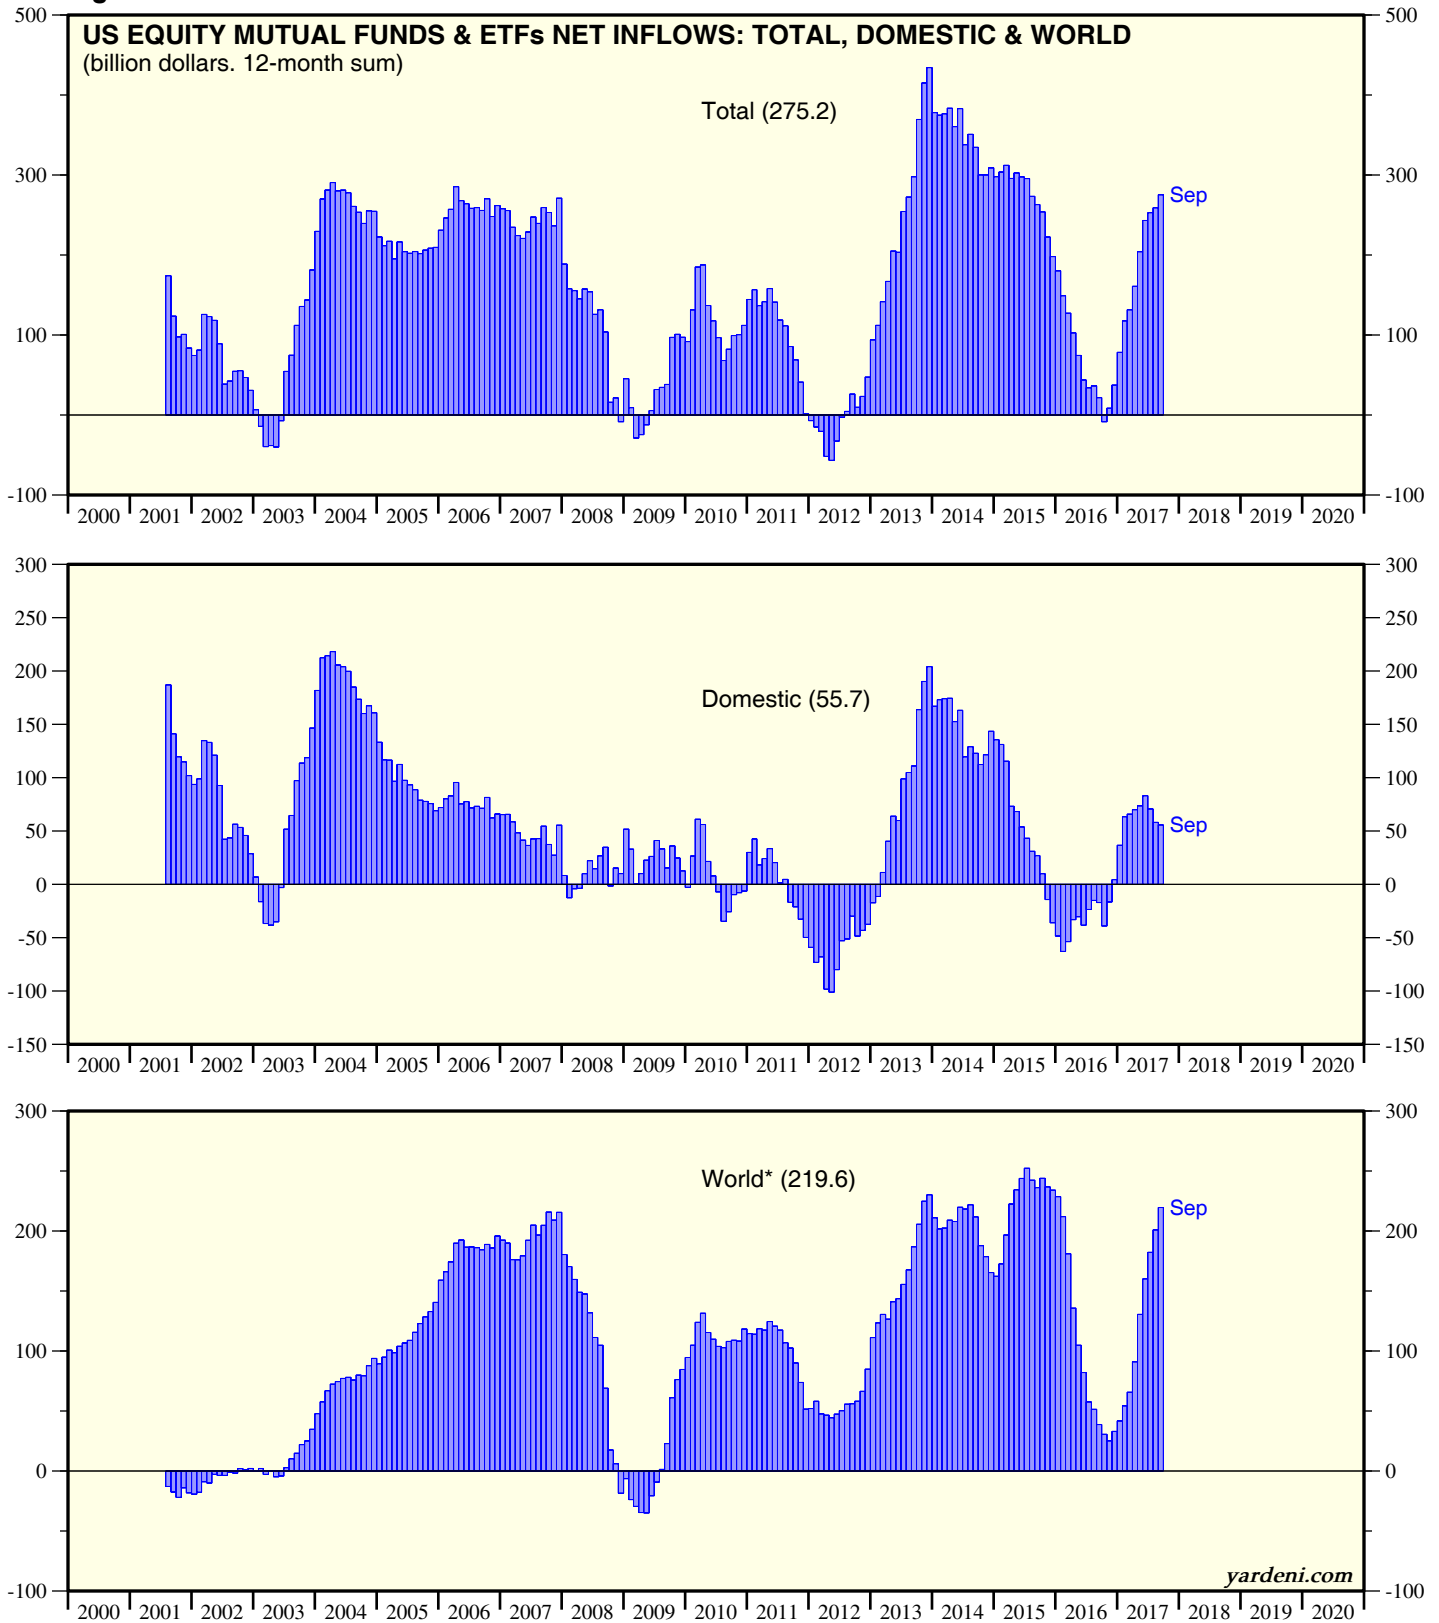 US EQUITY MUTUAL FUNDS & ETFs NET INFLOWS: TOTAL, DOMESTIC & WORLD
(billion dollars. 12-month sum)
Total (275.2)
Sep
500 500
300 300
100 100
-100 -100
2000 2001 2002 2003 2004 2005 2006 2007 2008 2009 2010 2011 2012 2013 2014 2015 2016 2017 2018 2019 2020
300 300
250 250
200 200
Domestic (55.7)
150 150
100 100
50 50
Sep
0 0
-50 -50
-100 -100
-150 -150
2000 2001 2002 2003 2004 2005 2006 2007 2008 2009 2010 2011 2012 2013 2014 2015 2016 2017 2018 2019 2020
300 300
World* (219.6)
Sep
200 200
100 100
0 0
yardeni.com
-100 -100
2000 2001 2002 2003 2004 2005 2006 2007 2008 2009 2010 2011 2012 2013 2014 2015 2016 2017 2018 2019 2020